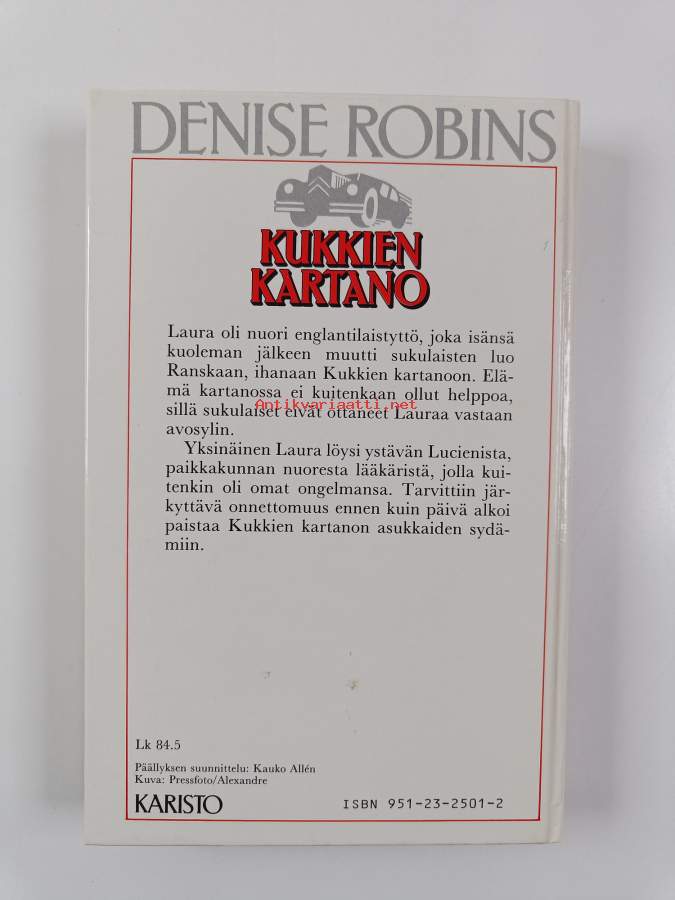 DENISE ROBINS
KUKKIEN
KARTANO
Laura oli nuori englantilaistyttö, joka isänsä
kuoleman jälkeen muutti sukulaisten luo
Ranskaan, ihanaan Kukkien kartanoon. Elä-
mä kartanossa ei kuitenkaan ollut helppoa,
Antikvariaatti.net
sillä sukulaiset eivät ottaneet Lauraa vastaan
avosylin.
Yksinäinen Laura löysi ystävän Lucienista,
paikkakunnan nuoresta lääkäristä, jolla kui-
tenkin oli omat ongelmansa. Tarvittiin jär-
kyttävä onnettomuus ennen kuin päivä alkoi
paistaa Kukkien kartanon asukkaiden sydä-
miin.
Lk 84.5
Päällyksen suunnittelu: Kauko Allén
Kuva: Pressfoto/Alexandre
KARISTO
ISBN 951-23-2501-2